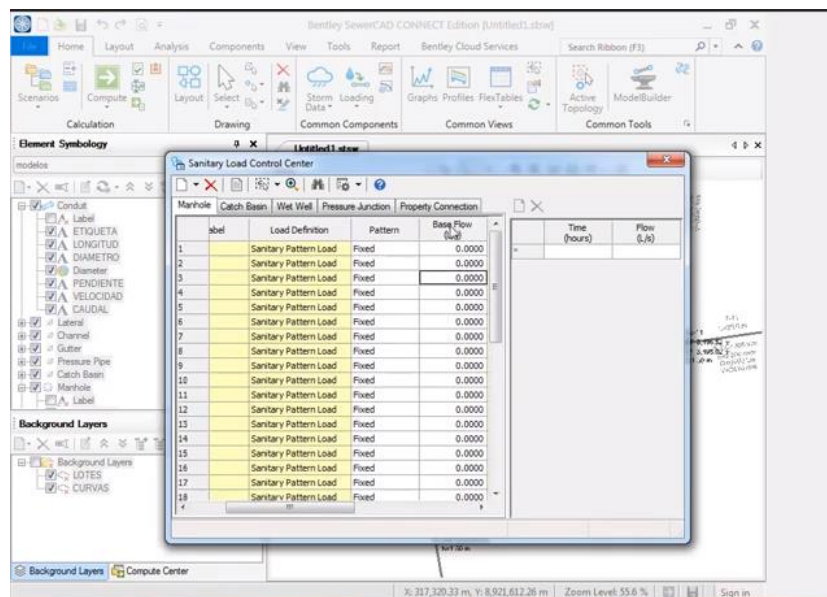 Bentley SewerCAD CONNECT Edition [Untitled1.stsw]
File Home Layout Analysis Components View Tools Report Bentley Cloud Services Search Ribbon (F3)
Scenarios Compute Layout Select Storm Data Loading Graphs Profiles FlexTables Active Topology ModelBuilder
Calculation Drawing Common Components Common Views Common Tools
Element Symbology
Untitled1.stsw
modelos
Conduit
Label
ETIQUETA
LONGITUD
DIAMETRO
Diameter
PENDIENTE
VELOCIDAD
CAUDAL
Lateral
Channel
Gutter
Pressure Pipe
Catch Basin
Manhole
Label
Background Layers
Background Layers
LOTES
CURVAS
Background Layers Compute Center
Sanitary Load Control Center
Manhole Catch Basin Wet Well Pressure Junction Property Connection
abel Load Definition Pattern Base Flow (L/s)
1 Sanitary Pattern Load Fixed 0.0000
2 Sanitary Pattern Load Fixed 0.0000
3 Sanitary Pattern Load Fixed 0.0000
4 Sanitary Pattern Load Fixed 0.0000
5 Sanitary Pattern Load Fixed 0.0000
6 Sanitary Pattern Load Fixed 0.0000
7 Sanitary Pattern Load Fixed 0.0000
8 Sanitary Pattern Load Fixed 0.0000
9 Sanitary Pattern Load Fixed 0.0000
10 Sanitary Pattern Load Fixed 0.0000
11 Sanitary Pattern Load Fixed 0.0000
12 Sanitary Pattern Load Fixed 0.0000
13 Sanitary Pattern Load Fixed 0.0000
14 Sanitary Pattern Load Fixed 0.0000
15 Sanitary Pattern Load Fixed 0.0000
16 Sanitary Pattern Load Fixed 0.0000
17 Sanitary Pattern Load Fixed 0.0000
18 Sanitary Pattern Load Fixed 0.0000
Time (hours) Flow (L/s)
X: 317,320.33 m, Y: 8,921,612.26 m Zoom Level: 55.6 % Sign in